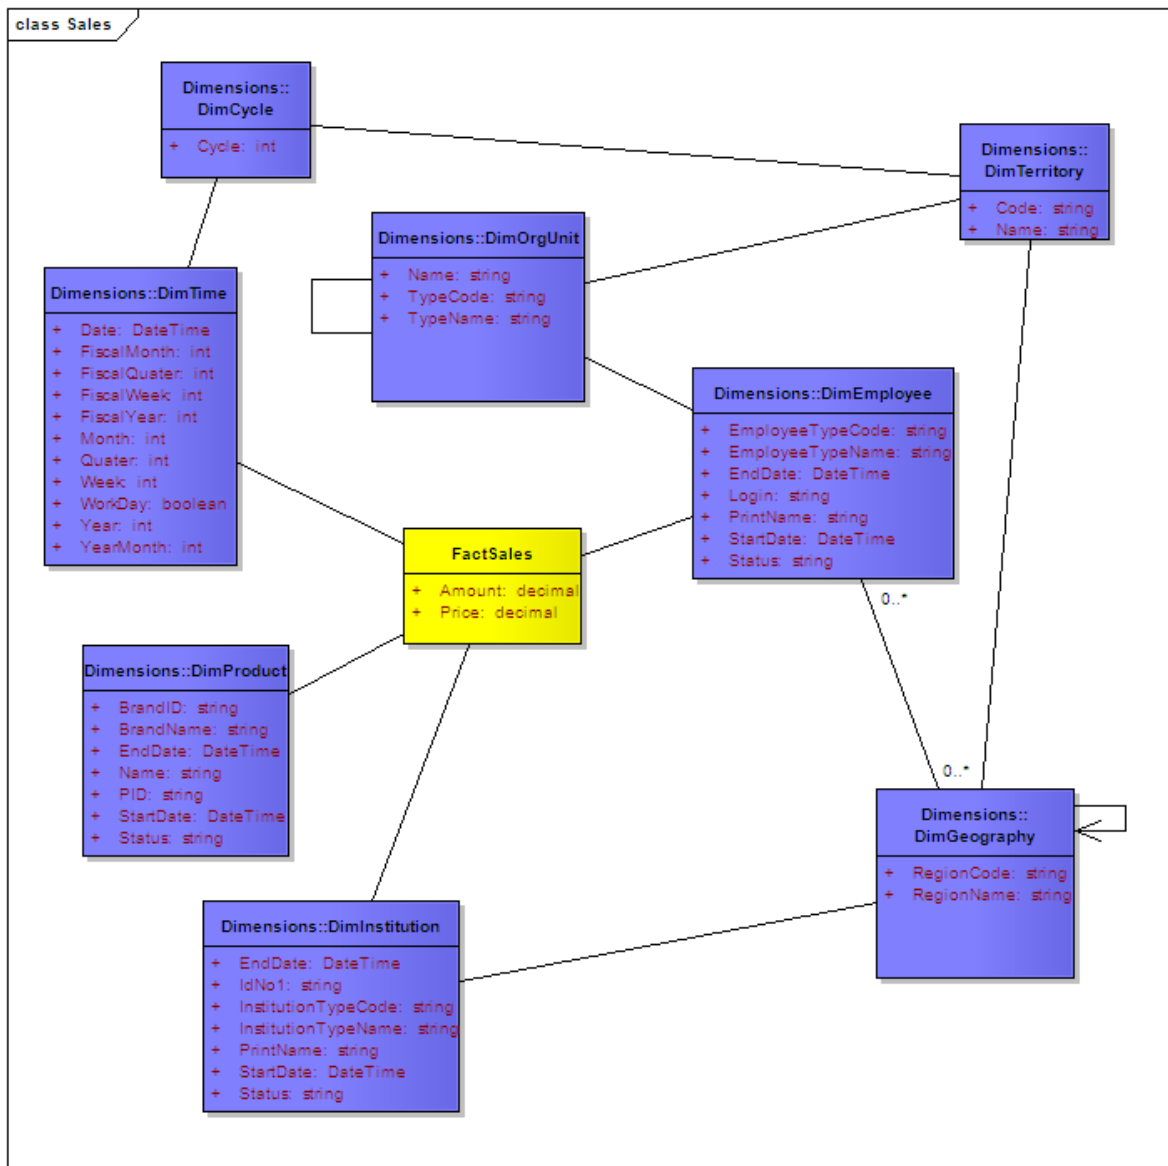 class Sales
Dimensions::
DimCycle
+ Cycle: int
Dimensions::
DimTerritory
+ Code: string
+ Name: string
Dimensions::DimOrgUnit
+ Name: string
+ TypeCode: string
+ TypeName: string
Dimensions::DimTime
+ Date: DateTime
+ FiscalMonth: int
+ FiscalQuater: int
+ FiscalWeek: int
+ FiscalYear: int
+ Month: int
+ Quater: int
+ Week: int
+ WorkDay: boolean
+ Year: int
+ YearMonth: int
Dimensions::DimEmployee
+ EmployeeTypeCode: string
+ EmployeeTypeName: string
+ EndDate: DateTime
+ Login: string
+ PrintName: string
+ StartDate: DateTime
+ Status: string
0..*
FactSales
+ Amount: decimal
+ Price: decimal
Dimensions::DimProduct
+ BrandID: string
+ BrandName: string
+ EndDate: DateTime
+ Name: string
+ PID: string
+ StartDate: DateTime
+ Status: string
0..*
Dimensions::
DimGeography
+ RegionCode: string
+ RegionName: string
Dimensions::DimInstitution
+ EndDate: DateTime
+ IdNo1: string
+ InstitutionTypeCode: string
+ InstitutionTypeName: string
+ PrintName: string
+ StartDate: DateTime
+ Status: string